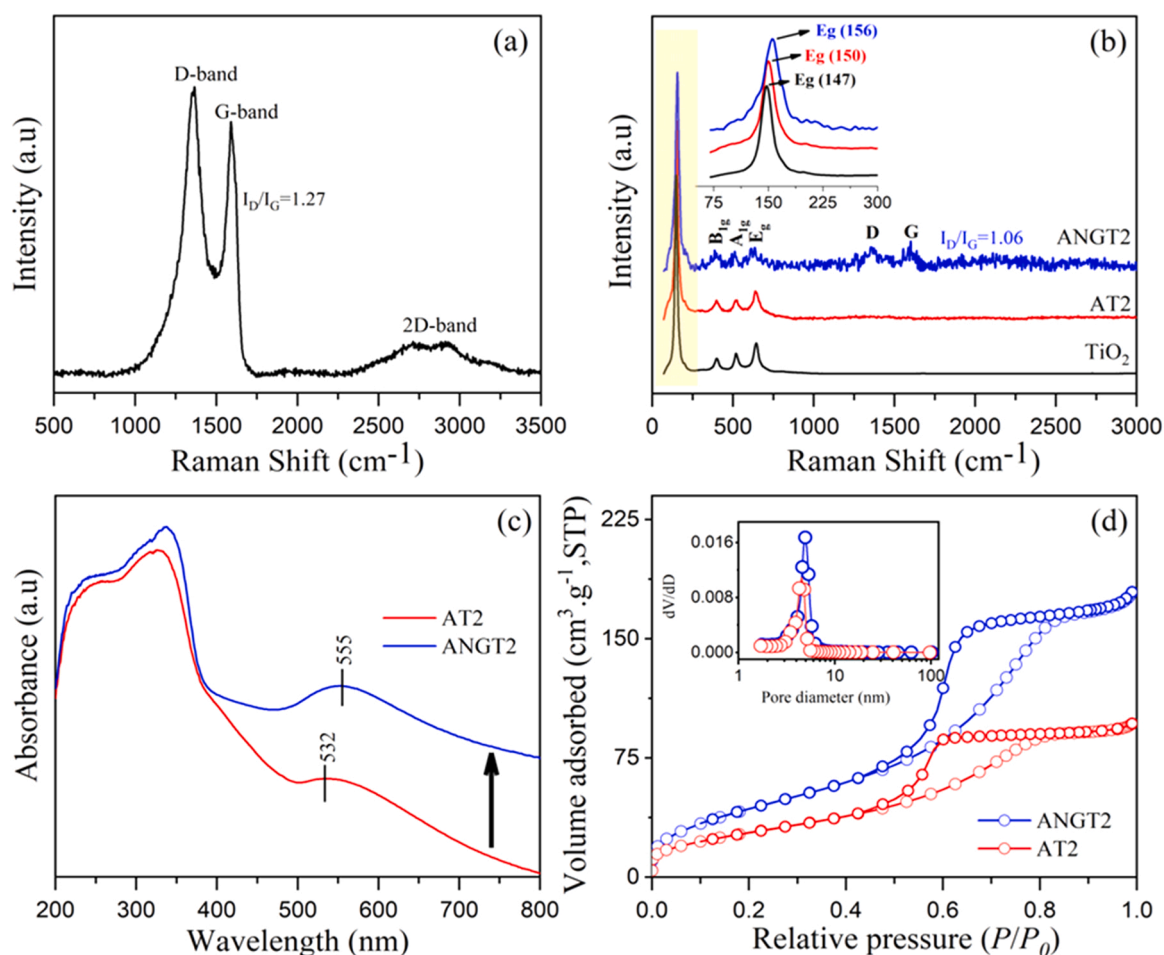 (a)
D-band
G-band
I_D/I_G=1.27
2D-band
Intensity (a.u)
500 1000 1500 2000 2500 3000 3500
Raman Shift (cm-1)
(b)
Eg (156)
Eg (150)
Eg (147)
75 150 225 300
B1g
A1g
Eg
D
G
I_D/I_G=1.06
ANGT2
AT2
TiO2
Intensity (a.u)
0 500 1000 1500 2000 2500 3000
Raman Shift (cm-1)
(c)
AT2
ANGT2
555
532
Absorbance (a.u)
200 300 400 500 600 700 800
Wavelength (nm)
(d)
225
150
75
0
Volume adsorbed (cm3.g-1,STP)
0.016
0.008
0.000
dV/dD
1 10 100
Pore diameter (nm)
ANGT2
AT2
0.0 0.2 0.4 0.6 0.8 1.0
Relative pressure (P/P0)